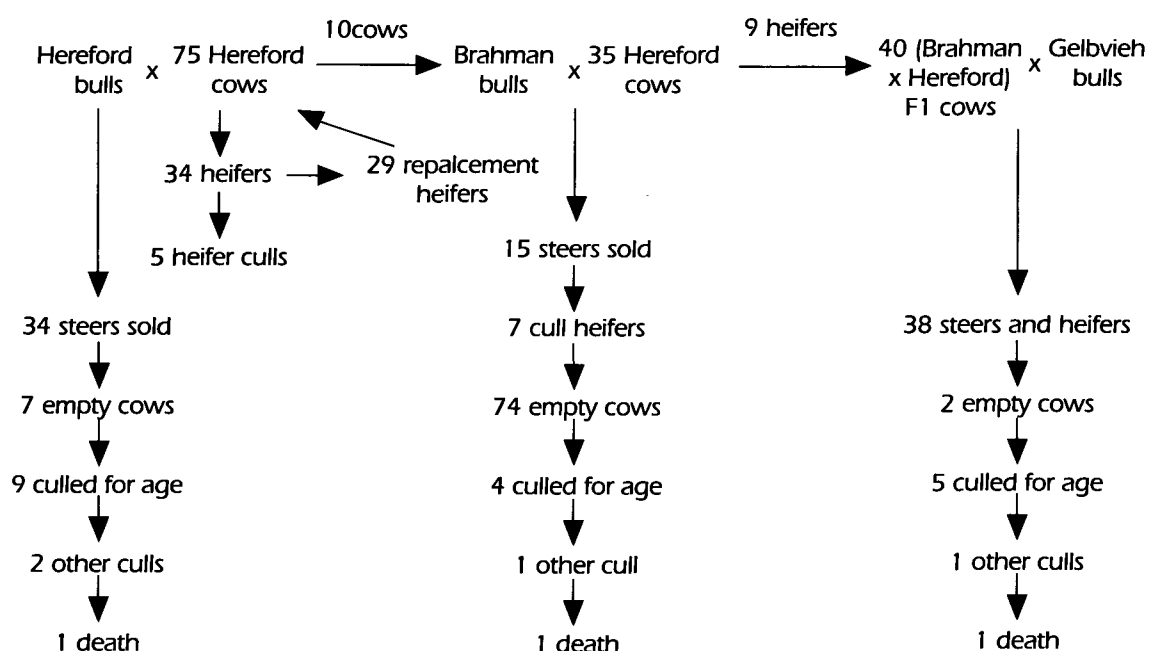 10cows
9 heifers
Hereford
bulls
x
75 Hereford
cows
Brahman
bulls
x
35 Hereford
cows
40 (Brahman
x Hereford)
F1 cows
x
Gelbvieh
bulls
34 heifers
29 repalcement
heifers
5 heifer culls
34 steers sold
7 empty cows
9 culled for age
2 other culls
1 death
15 steers sold
7 cull heifers
74 empty cows
4 culled for age
1 other cull
1 death
38 steers and heifers
2 empty cows
5 culled for age
1 other culls
1 death